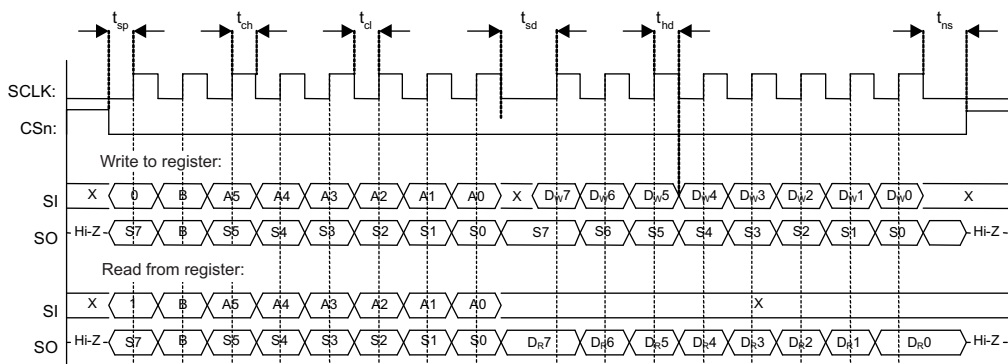 tsp tch tcl tsd thd tns
SCLK:
CSn:
Write to register:
SI X 0 B A5 A4 A3 A2 A1 A0 X DW7 DW6 DW5 DW4 DW3 DW2 DW1 DW0 X
SO Hi-Z S7 B S5 S4 S3 S2 S1 S0 S7 S6 S5 S4 S3 S2 S1 S0 Hi-Z
Read from register:
SI X 1 B A5 A4 A3 A2 A1 A0 X
SO Hi-Z S7 B S5 S4 S3 S2 S1 S0 DR7 DR6 DR5 DR4 DR3 DR2 DR1 DR0 Hi-Z